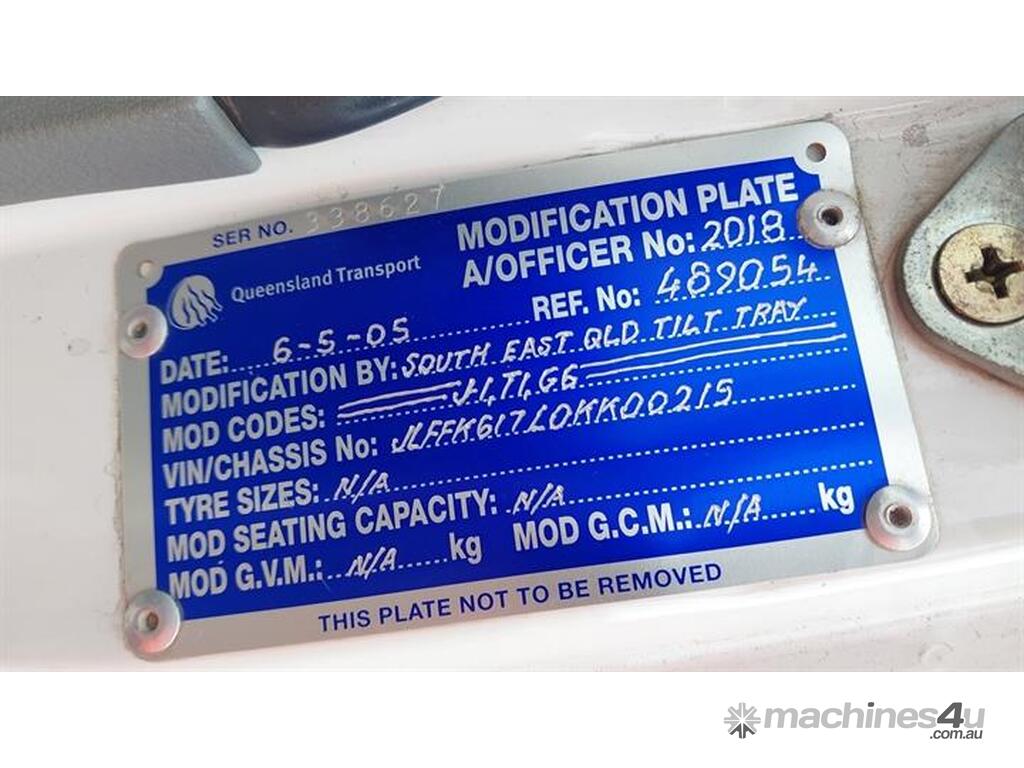 SER NO. 338627
Queensland Transport
MODIFICATION PLATE
A/OFFICER No: 2018
REF. No: 489054
DATE: 6-5-05
MODIFICATION BY: SOUTH EAST QLD TILT TRAY
MOD CODES: J1, T1, G6
VIN/CHASSIS No: JLFFK617L0KK00215
TYRE SIZES: N/A
MOD SEATING CAPACITY: N/A
MOD G.V.M.: N/A kg MOD G.C.M.: N/A kg
THIS PLATE NOT TO BE REMOVED
machines4u
.com.au